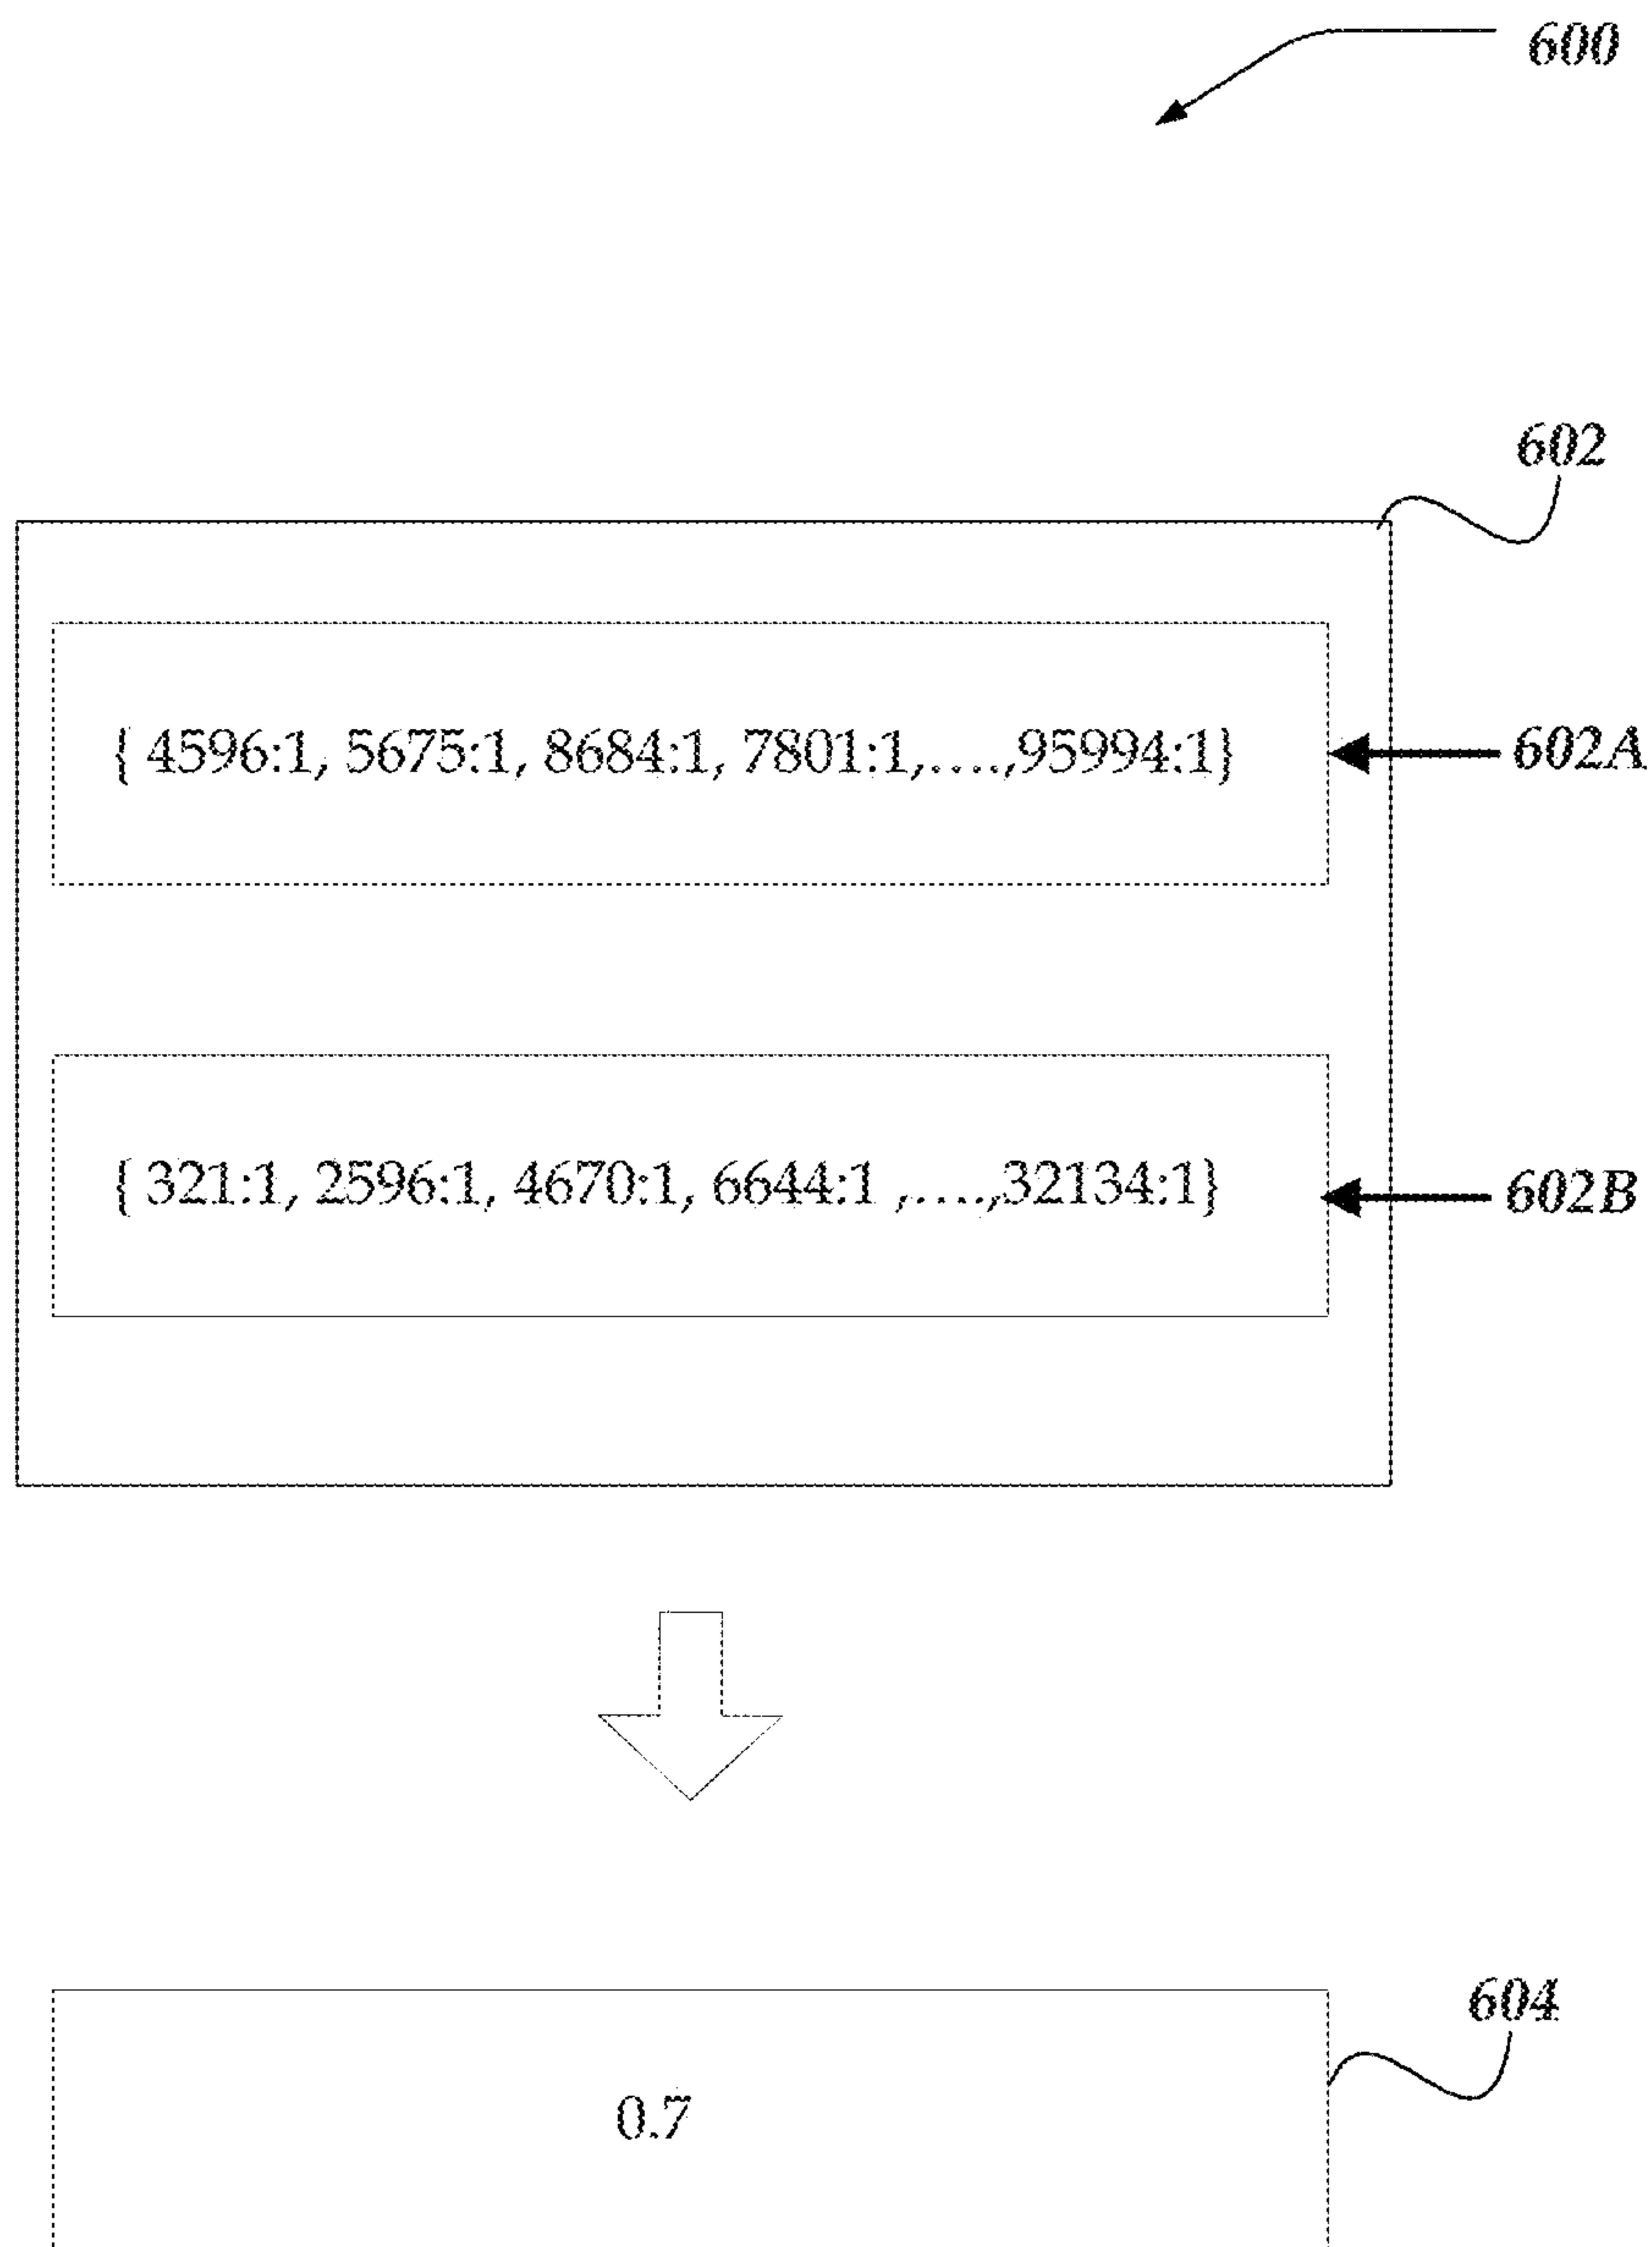 600
602
{ 4596:1, 5675:1, 8684:1, 7801:1,....,95994:1}
602A
{ 321:1, 2596:1, 4670:1, 6644:1 ,....,32134:1}
602B
604
0.7